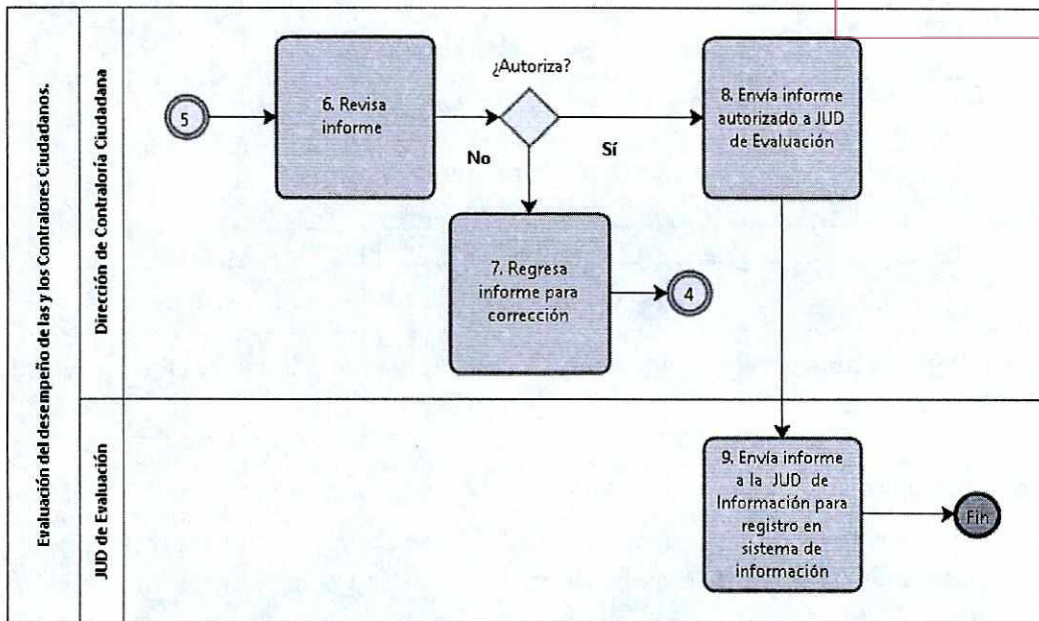 Evaluación del desempeño de las y los Contralores Ciudadanos.
Dirección de Contraloría Ciudadana
5
6. Revisa
informe
¿Autoriza?
No
Sí
7. Regresa
informe para
corrección
4
8. Envía informe
autorizado a JUD
de Evaluación
JUD de Evaluación
9. Envía informe
a la JUD de
Información para
registro en
sistema de
información
Fin